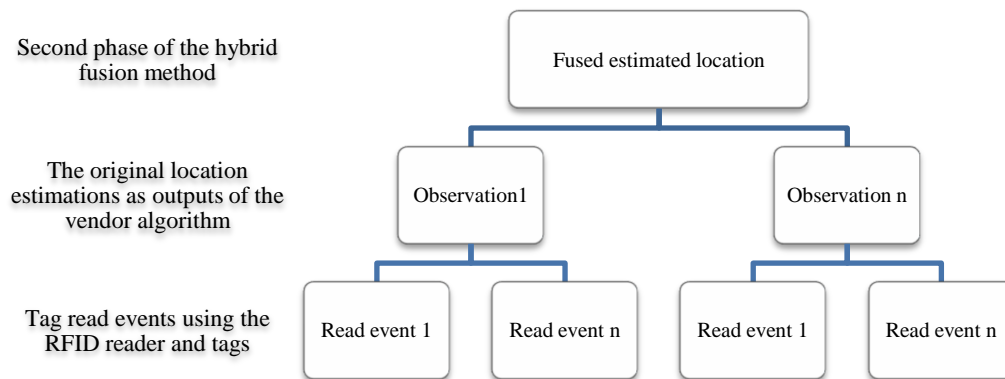 Second phase of the hybrid
fusion method
Fused estimated location
The original location
estimations as outputs of the
vendor algorithm
Observation1
Observation n
Tag read events using the
RFID reader and tags
Read event 1
Read event n
Read event 1
Read event n